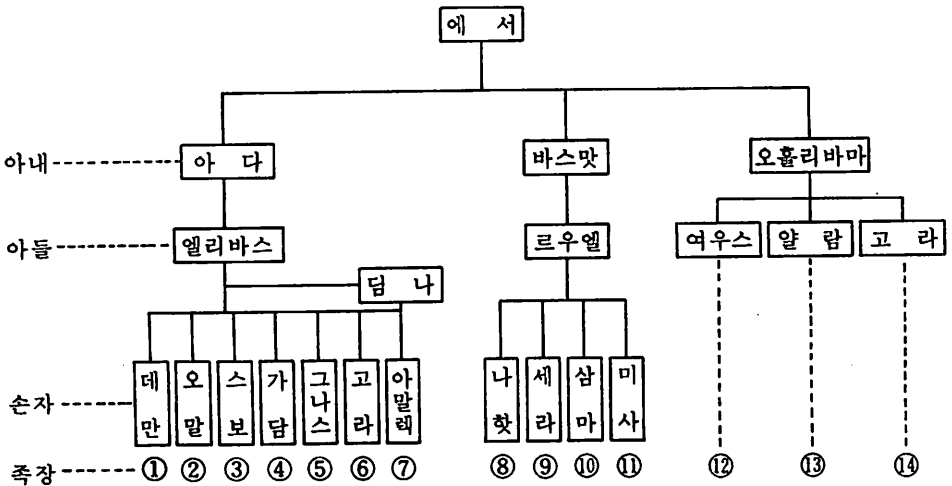 에 서
아내 아 다 바스맛 오홀리바마
아들 엘리바스 르우엘 여우스 얄 람 고 라
딤 나
손자 데만 오말 스보 가담 그나스 고라 아말렉 나핫 세라 삼마 미사
족장 ① ② ③ ④ ⑤ ⑥ ⑦ ⑧ ⑨ ⑩ ⑪ ⑫ ⑬ ⑭